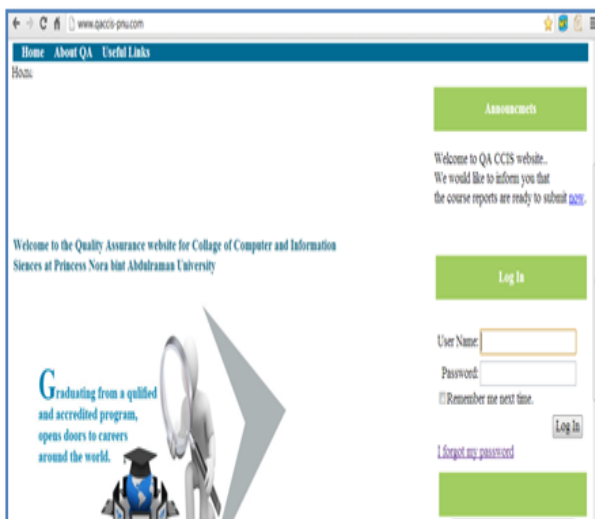 www.qaccis-pnu.com
Home About QA Useful Links
Home
Announcmets
Welcome to QA CCIS website..
We would like to inform you that
the course reports are ready to submit now.
Welcome to the Quality Assurance website for Collage of Computer and Information
Siences at Princess Nora bint Abdulraman University
Log In
User Name:
Password:
Remember me next time.
Log In
I forgot my password
Graduating from a qulified
and accredited program,
opens doors to careers
around the world.